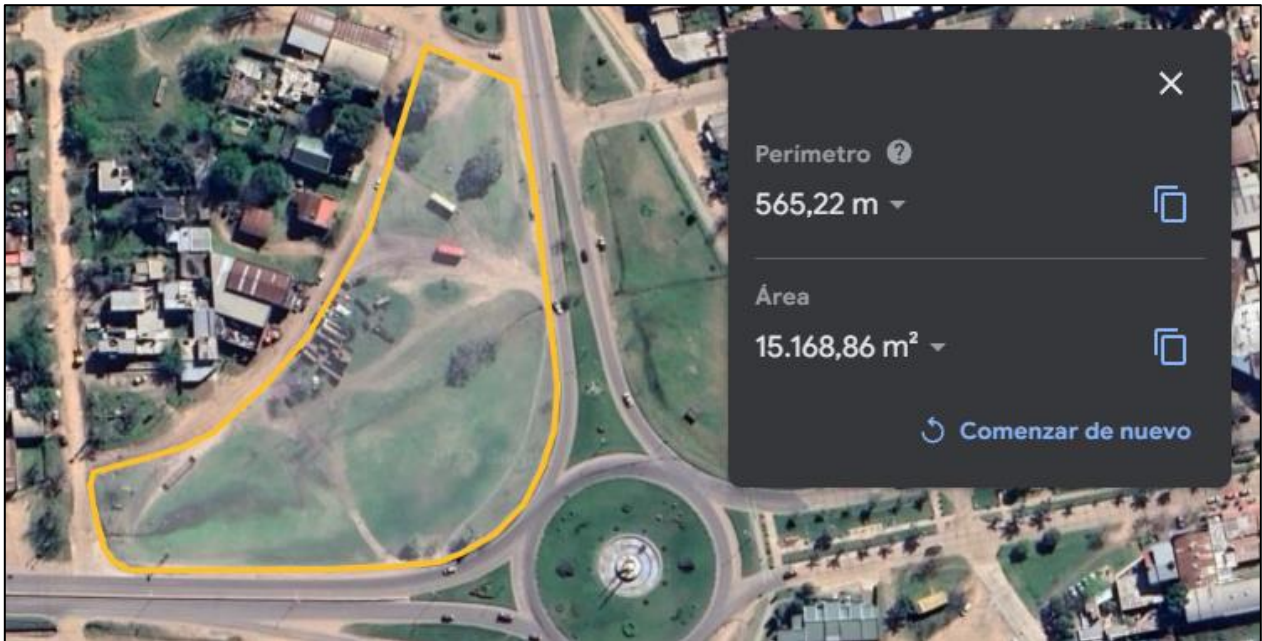 Perímetro
565,22 m
Área
15.168,86 m²
Comenzar de nuevo